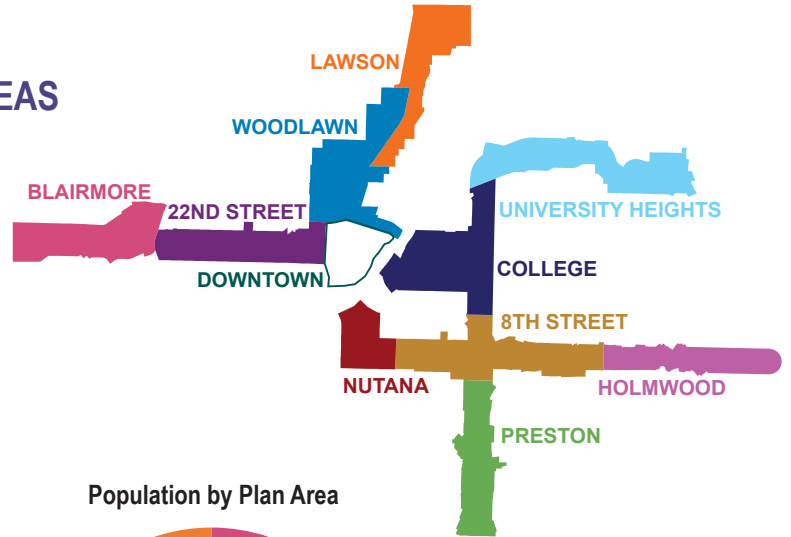 LAWSON
EAS
WOODLAWN
BLAIRMORE
22ND STREET
UNIVERSITY HEIGHTS
DOWNTOWN
COLLEGE
8TH STREET
NUTANA
HOLMWOOD
PRESTON
Population by Plan Area